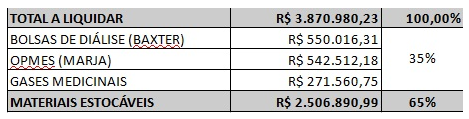 TOTAL A LIQUIDAR R$ 3.870.980,23 100,00%
BOLSAS DE DIÁLISE (BAXTER) R$ 550.016,31
OPMES (MARJA) R$ 542.512,18 35%
GASES MEDICINAIS R$ 271.560,75
MATERIAIS ESTOCÁVEIS R$ 2.506.890,99 65%